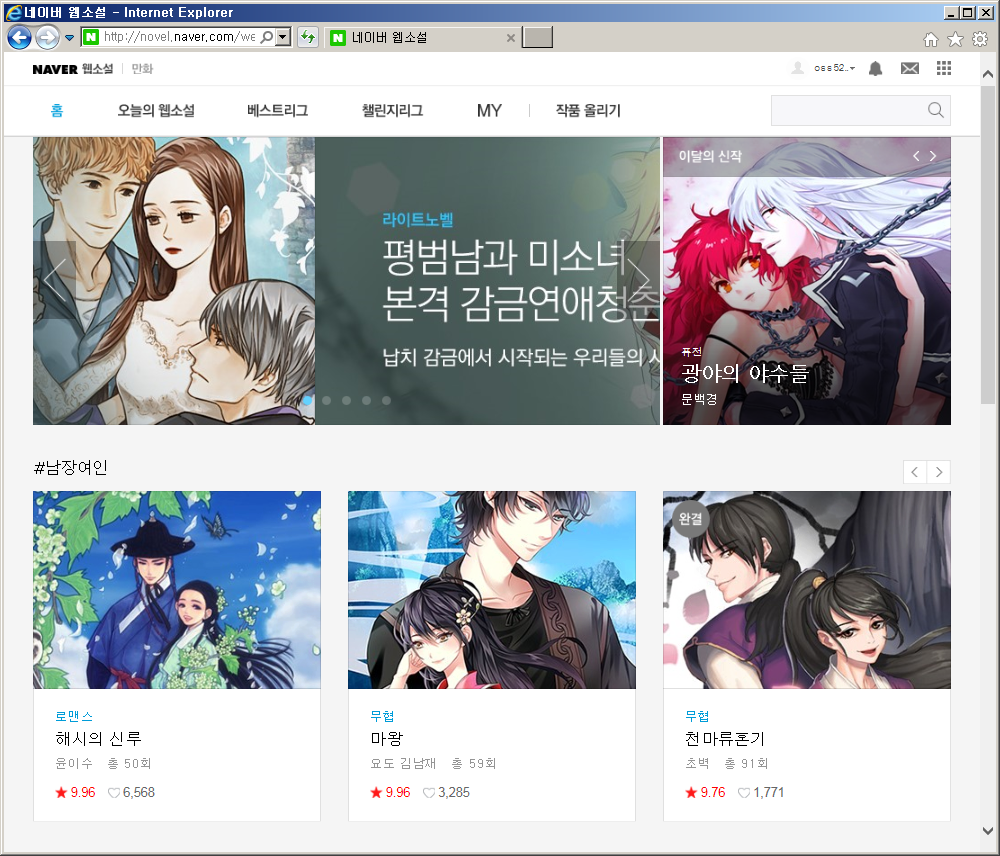 네이버 웹소설 - Internet Explorer
http://novel.naver.com/we
네이버 웹소설
NAVER 웹소설 만화
oss52..
홈 오늘의 웹소설 베스트리그 챌린지리그 MY 작품 올리기
라이트노벨
평범남과 미소녀
본격 감금연애청춘
납치 감금에서 시작되는 우리들의
이달의 신작
퓨전
광야의 야수들
문백경
#남장여인
로맨스
해시의 신루
윤이수 총 50회
9.96 6,568
무협
마왕
요도 김남재 총 59회
9.96 3,285
완결
무협
천마류혼기
초벽 총 91회
9.76 1,771